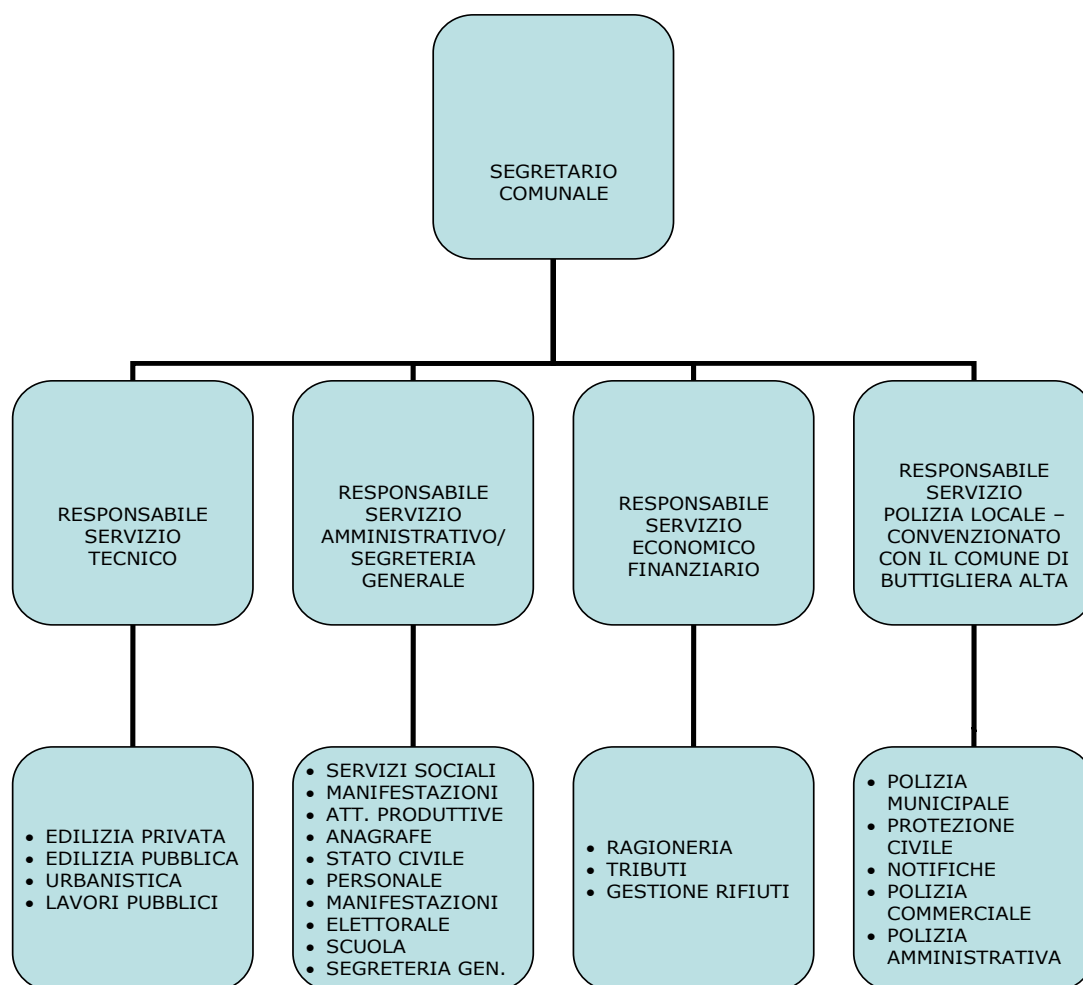 SEGRETARIO
COMUNALE
RESPONSABILE
SERVIZIO
TECNICO
RESPONSABILE
SERVIZIO
AMMINISTRATIVO/
SEGRETERIA
GENERALE
RESPONSABILE
SERVIZIO
ECONOMICO
FINANZIARIO
RESPONSABILE
SERVIZIO
POLIZIA LOCALE –
CONVENZIONATO
CON IL COMUNE DI
BUTTIGLIERA ALTA
• EDILIZIA PRIVATA
• EDILIZIA PUBBLICA
• URBANISTICA
• LAVORI PUBBLICI
• SERVIZI SOCIALI
• MANIFESTAZIONI
• ATT. PRODUTTIVE
• ANAGRAFE
• STATO CIVILE
• PERSONALE
• MANIFESTAZIONI
• ELETTORALE
• SCUOLA
• SEGRETERIA GEN.
• RAGIONERIA
• TRIBUTI
• GESTIONE RIFIUTI
• POLIZIA
MUNICIPALE
• PROTEZIONE
CIVILE
• NOTIFICHE
• POLIZIA
COMMERCIALE
• POLIZIA
AMMINISTRATIVA